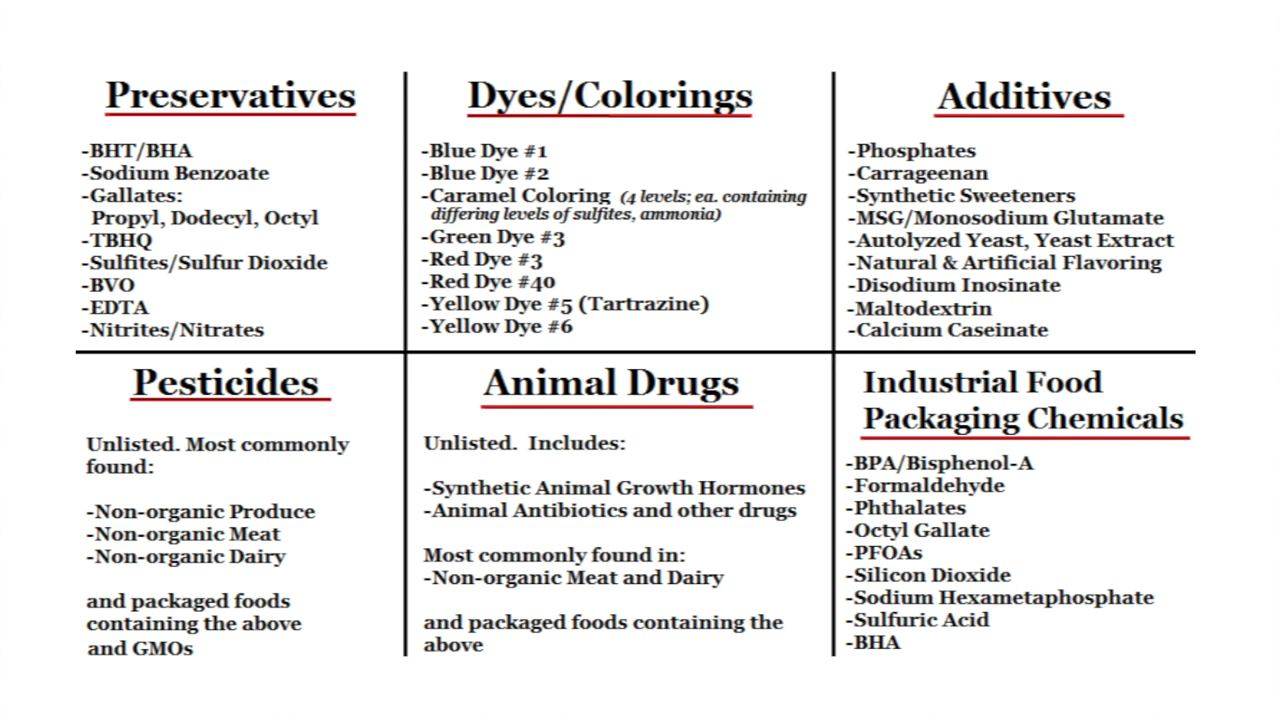 Preservatives
-BHT/BHA
-Sodium Benzoate
-Gallates:
Propyl, Dodecyl, Octyl
-TBHQ
-Sulfites/Sulfur Dioxide
-BVO
-EDTA
-Nitrites/Nitrates
Dyes/Colorings
-Blue Dye #1
-Blue Dye #2
-Caramel Coloring (4 levels; ea. containing
differing levels of sulfites, ammonia)
-Green Dye #3
-Red Dye #3
-Red Dye #40
-Yellow Dye #5 (Tartrazine)
-Yellow Dye #6
Additives
-Phosphates
-Carrageenan
-Synthetic Sweeteners
-MSG/Monosodium Glutamate
-Autolyzed Yeast, Yeast Extract
-Natural & Artificial Flavoring
-Disodium Inosinate
-Maltodextrin
-Calcium Caseinate
Pesticides
Unlisted. Most commonly
found:
-Non-organic Produce
-Non-organic Meat
-Non-organic Dairy
and packaged foods
containing the above
and GMOs
Animal Drugs
Unlisted. Includes:
-Synthetic Animal Growth Hormones
-Animal Antibiotics and other drugs
Most commonly found in:
-Non-organic Meat and Dairy
and packaged foods containing the
above
Industrial Food
Packaging Chemicals
-BPA/Bisphenol-A
-Formaldehyde
-Phthalates
-Octyl Gallate
-PFOAs
-Silicon Dioxide
-Sodium Hexametaphosphate
-Sulfuric Acid
-BHA